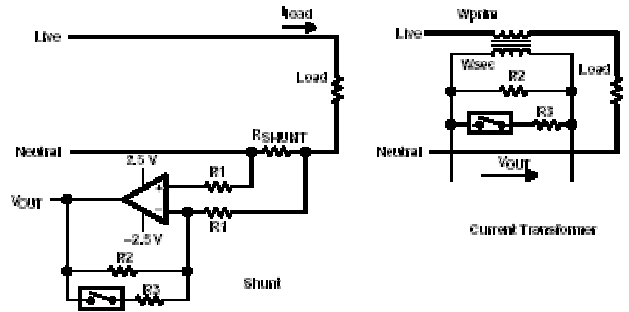 Iload
Live
Load
Neutral
RSHUNT
2.5 V
R1
+
VOUT
−
R1
−2.5 V
R2
R3
Shunt
Wprim
Live
Wsec
R2
Load
R3
Neutral
VOUT
Current Transformer